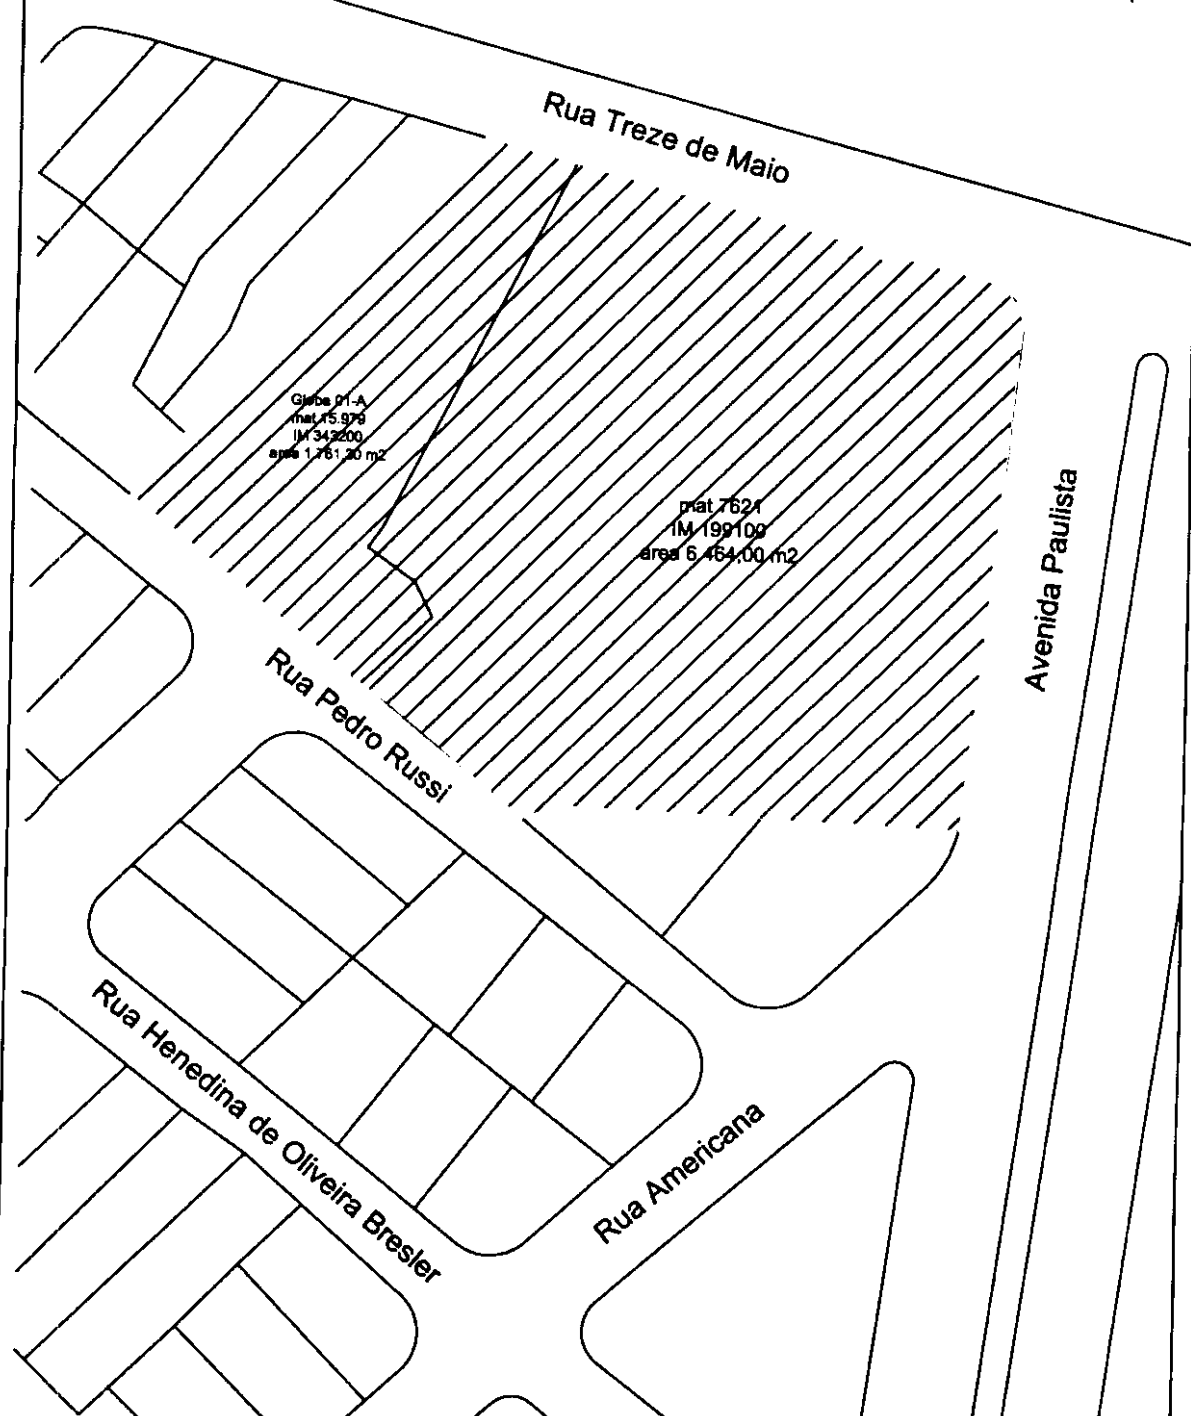 Rua Treze de Maio
Gleba 01-A
mat 15.979
IM 343200
area 1.761,30 m2
mat 7621
IM 199100
area 6.464,00 m2
Avenida Paulista
Rua Pedro Russi
Rua Henedina de Oliveira Bresler
Rua Americana